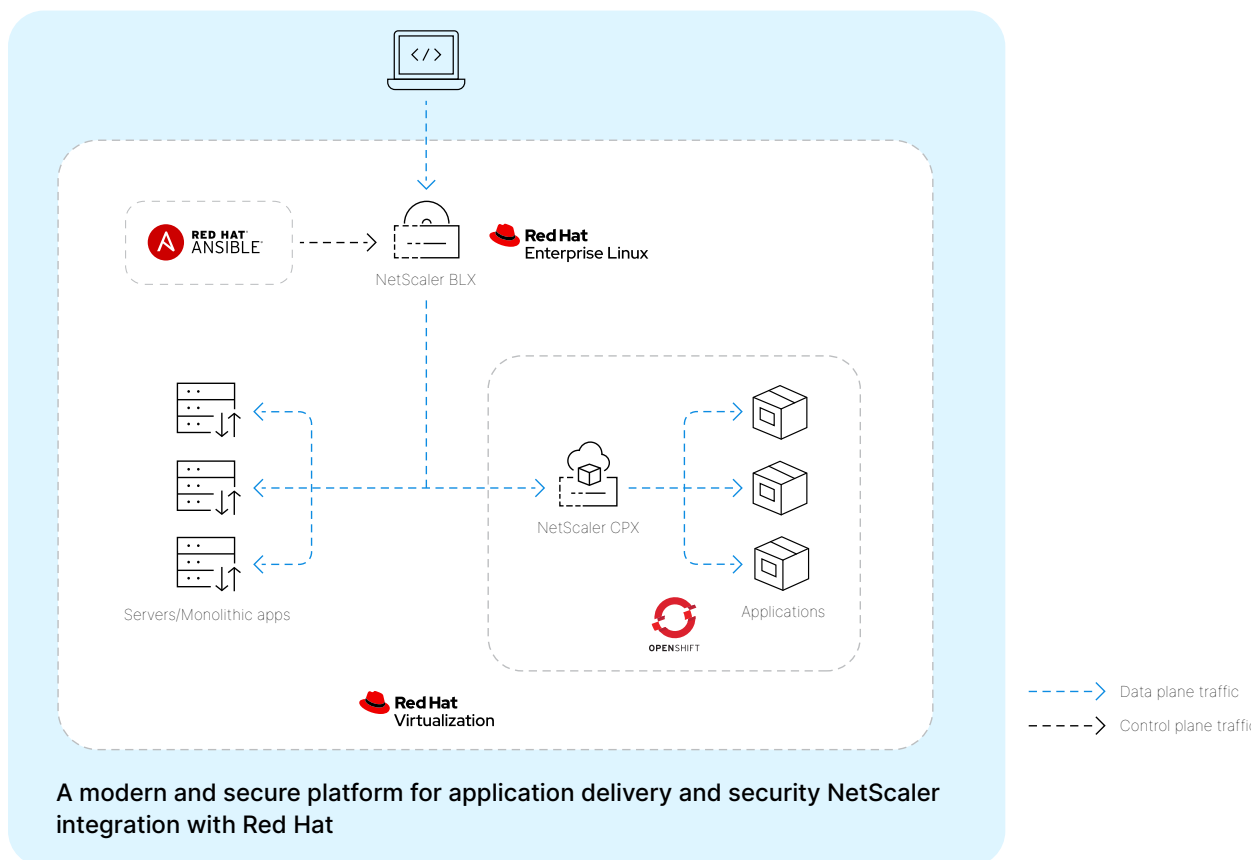 </>
RED HAT
ANSIBLE
NetScaler BLX
Red Hat
Enterprise Linux
Servers/Monolithic apps
NetScaler CPX
Applications
OPENSHIFT
Red Hat
Virtualization
Data plane traffic
Control plane traffic
A modern and secure platform for application delivery and security NetScaler
integration with Red Hat